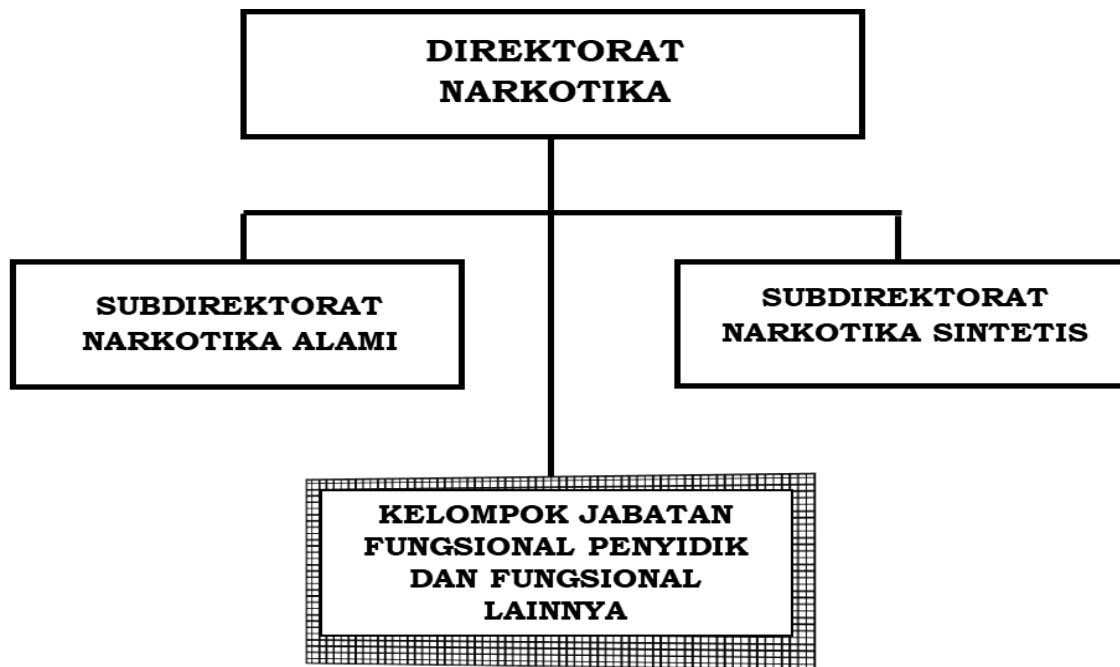 DIREKTORAT
NARKOTIKA
SUBDIREKTORAT
NARKOTIKA ALAMI
SUBDIREKTORAT
NARKOTIKA SINTETIS
KELOMPOK JABATAN
FUNGSIONAL PENYIDIK
DAN FUNGSIONAL
LAINNYA